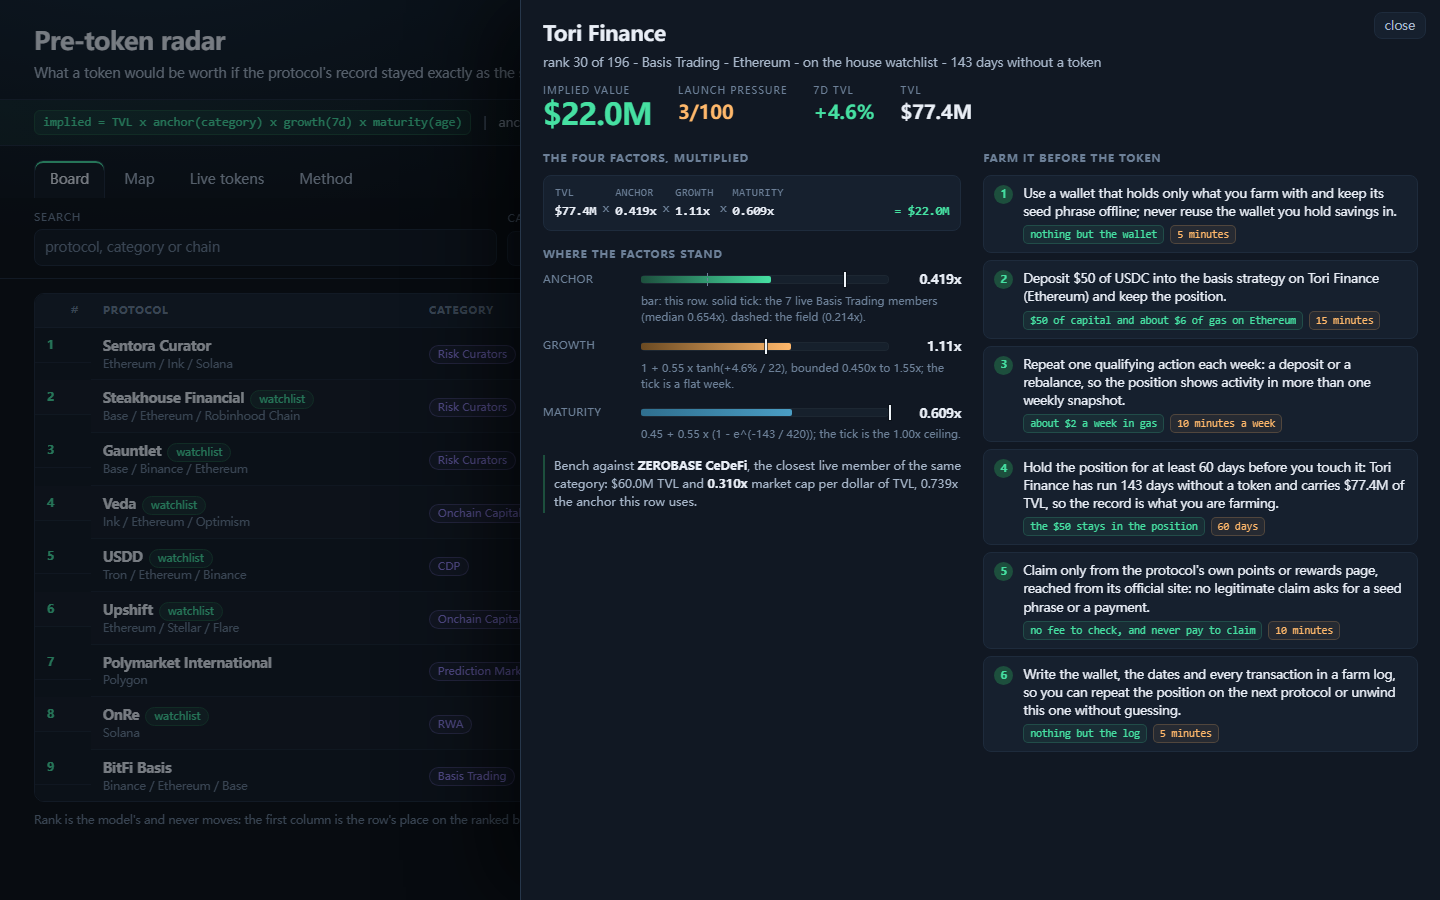 Pre-token radar
What a token would be worth if the protocol's record stayed exactly as the
implied = TVL x anchor(category) x growth(7d) x maturity(age) | anc
Board Map Live tokens Method
SEARCH CA
protocol, category or chain
# PROTOCOL CATEGORY
1 Sentora Curator Risk Curators
Ethereum / Ink / Solana
2 Steakhouse Financial watchlist Risk Curators
Base / Ethereum / Robinhood Chain
3 Gauntlet watchlist Risk Curators
Base / Binance / Ethereum
4 Veda watchlist Onchain Capital
Ink / Ethereum / Optimism
5 USDD watchlist CDP
Tron / Ethereum / Binance
6 Upshift watchlist Onchain Capital
Ethereum / Stellar / Flare
7 Polymarket International Prediction Mark
Polygon
8 OnRe watchlist RWA
Solana
9 BitFi Basis Basis Trading
Binance / Ethereum / Base
Rank is the model's and never moves: the first column is the row's place on the ranked b
Tori Finance
close
rank 30 of 196 - Basis Trading - Ethereum - on the house watchlist - 143 days without a token
IMPLIED VALUE LAUNCH PRESSURE 7D TVL TVL
$22.0M 3/100 +4.6% $77.4M
THE FOUR FACTORS, MULTIPLIED
TVL ANCHOR GROWTH MATURITY
$77.4M x 0.419x x 1.11x x 0.609x = $22.0M
WHERE THE FACTORS STAND
ANCHOR 0.419x
bar: this row. solid tick: the 7 live Basis Trading members
(median 0.654x). dashed: the field (0.214x).
GROWTH 1.11x
1 + 0.55 x tanh(+4.6% / 22), bounded 0.450x to 1.55x; the
tick is a flat week.
MATURITY 0.609x
0.45 + 0.55 x (1 - e^(-143 / 420)); the tick is the 1.00x ceiling.
Bench against ZEROBASE CeDeFi, the closest live member of the same
category: $60.0M TVL and 0.310x market cap per dollar of TVL, 0.739x
the anchor this row uses.
FARM IT BEFORE THE TOKEN
1 Use a wallet that holds only what you farm with and keep its
seed phrase offline; never reuse the wallet you hold savings in.
nothing but the wallet 5 minutes
2 Deposit $50 of USDC into the basis strategy on Tori Finance
(Ethereum) and keep the position.
$50 of capital and about $6 of gas on Ethereum 15 minutes
3 Repeat one qualifying action each week: a deposit or a
rebalance, so the position shows activity in more than one
weekly snapshot.
about $2 a week in gas 10 minutes a week
4 Hold the position for at least 60 days before you touch it: Tori
Finance has run 143 days without a token and carries $77.4M of
TVL, so the record is what you are farming.
the $50 stays in the position 60 days
5 Claim only from the protocol's own points or rewards page,
reached from its official site: no legitimate claim asks for a seed
phrase or a payment.
no fee to check, and never pay to claim 10 minutes
6 Write the wallet, the dates and every transaction in a farm log,
so you can repeat the position on the next protocol or unwind
this one without guessing.
nothing but the log 5 minutes